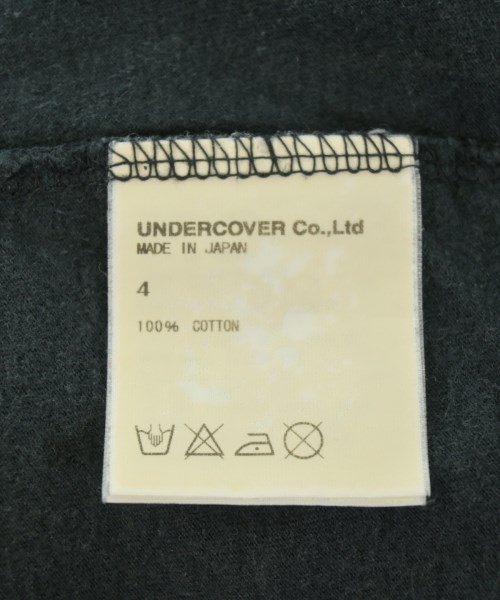 UNDERCOVER Co.,Ltd
MADE IN JAPAN
4
100% COTTON